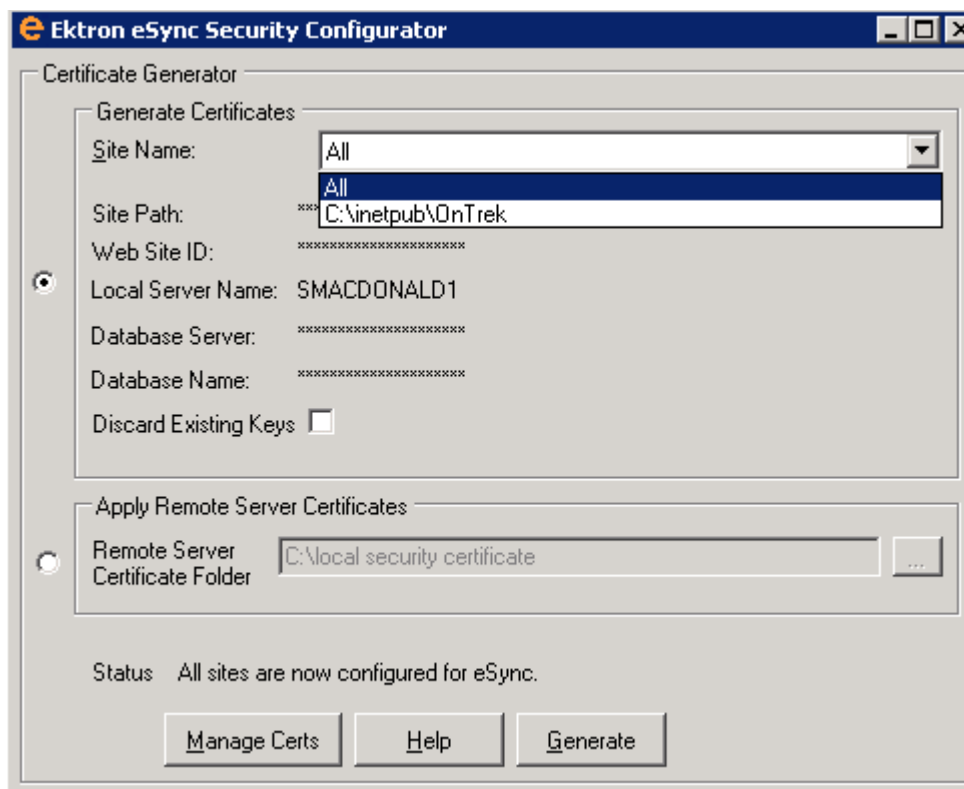 Ektron eSync Security Configurator
Certificate Generator
Generate Certificates
Site Name: All
All
Site Path: *** C:\inetpub\OnTrek
Web Site ID: *********************
Local Server Name: SMACDONALD1
Database Server: *********************
Database Name: *********************
Discard Existing Keys
Apply Remote Server Certificates
Remote Server
Certificate Folder
C:\local security certificate
...
Status All sites are now configured for eSync.
Manage Certs Help Generate